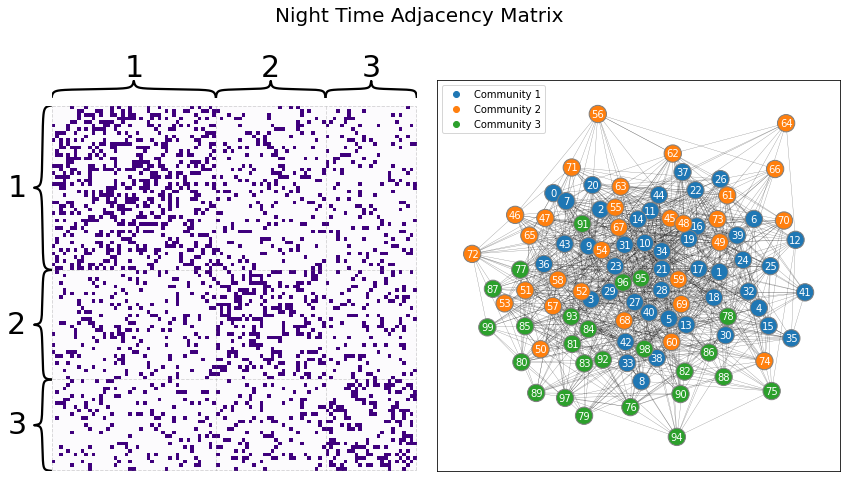 Night Time Adjacency Matrix
1 2 3
1
2
3
Community 1
Community 2
Community 3
56
64
62
71 37 66
20 63 26
0 44 22 61
7 2 55 11
46 47 14 45 73 6 70
91 67 48 16
65 31 10 19 49 39 12
43 9 54 34
72 24
36 23 21 17 1 25
77 58 96 95 59
87 51 52 29 28 32 41
53 57 3 27 69 18 4
93 68 40 5 78
99 85 84 13 15
81 42 60 30 35
50 98 86
80 83 92 33 38 74
82 88
8
89 97 90 75
79 76
94